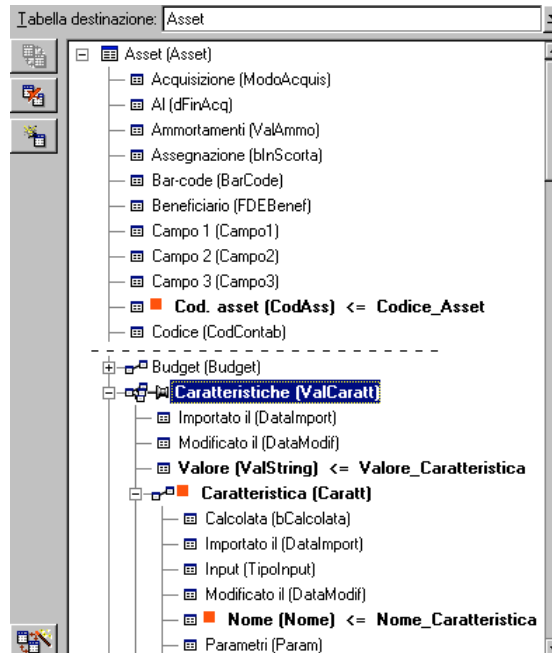 Tabella destinazione: Asset
Asset (Asset)
Acquisizione (ModoAcquis)
Al (dFinAcq)
Ammortamenti (ValAmmo)
Assegnazione (bInScorta)
Bar-code (BarCode)
Beneficiario (FDEBenef)
Campo 1 (Campo1)
Campo 2 (Campo2)
Campo 3 (Campo3)
Cod. asset (CodAss) <= Codice_Asset
Codice (CodContab)
Budget (Budget)
Caratteristiche (ValCaratt)
Importato il (DataImport)
Modificato il (DataModif)
Valore (ValString) <= Valore_Caratteristica
Caratteristica (Caratt)
Calcolata (bCalcolata)
Importato il (DataImport)
Input (TipoInput)
Modificato il (DataModif)
Nome (Nome) <= Nome_Caratteristica
Parametri (Param)